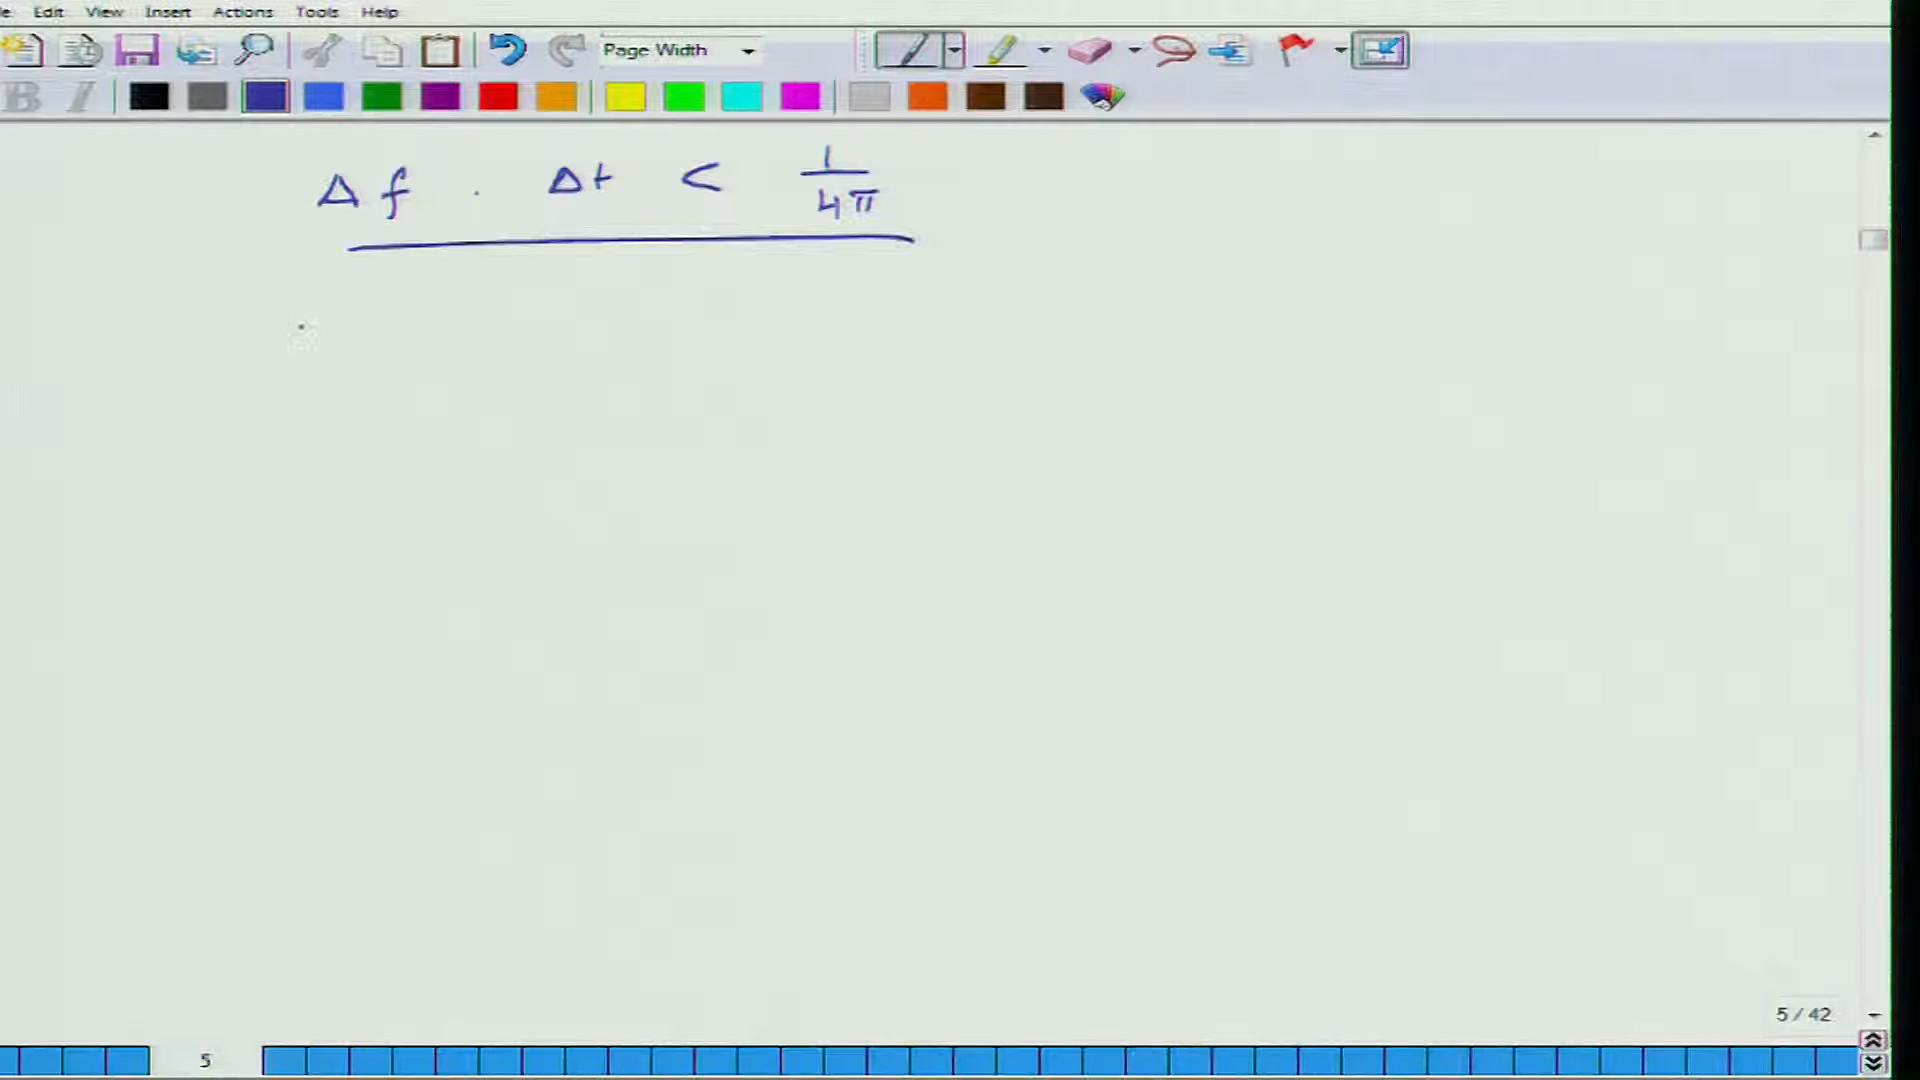 Edit View Insert Actions Tools Help
Page Width
B I
Δf . Δt < 1/4π
5 / 42
5